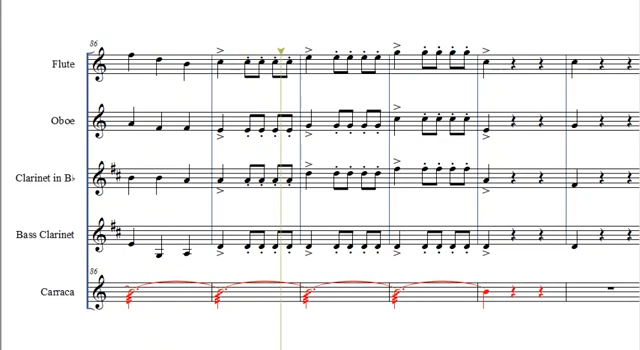 86
Flute
Oboe
Clarinet in B♭
Bass Clarinet
86
Carraca